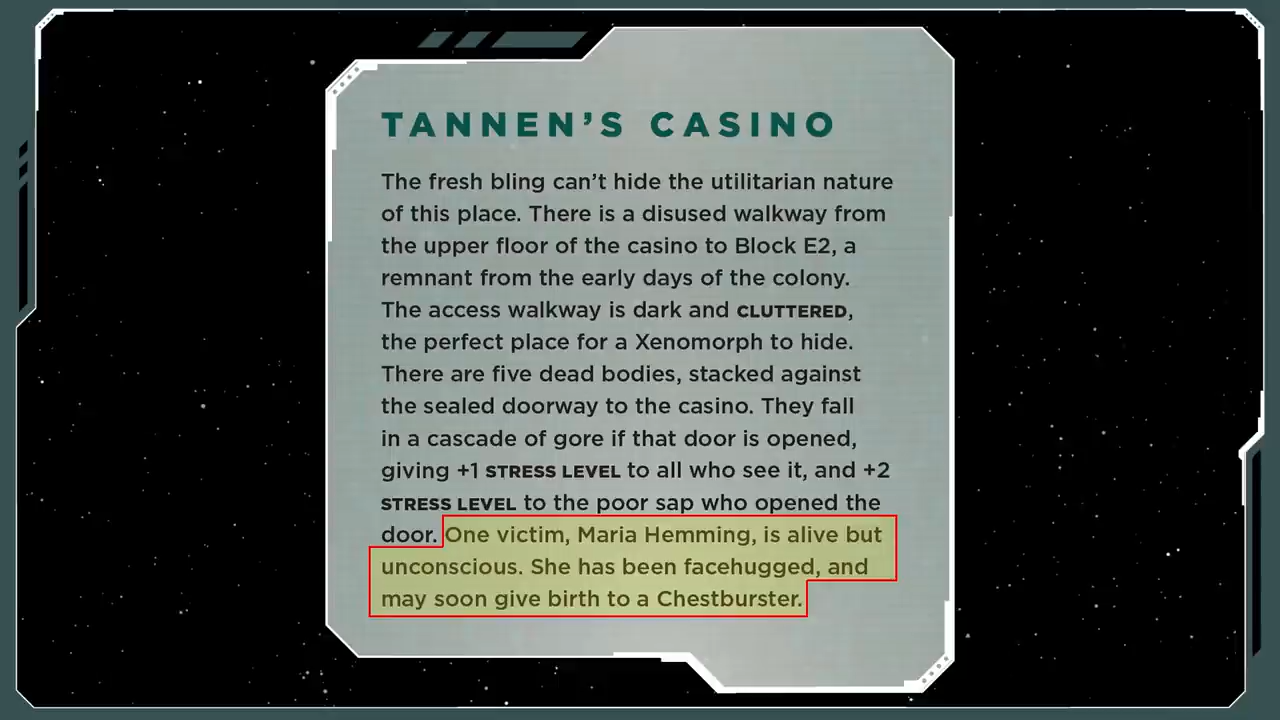 TANNEN'S CASINO
The fresh bling can't hide the utilitarian nature
of this place. There is a disused walkway from
the upper floor of the casino to Block E2, a
remnant from the early days of the colony.
The access walkway is dark and CLUTTERED,
the perfect place for a Xenomorph to hide.
There are five dead bodies, stacked against
the sealed doorway to the casino. They fall
in a cascade of gore if that door is opened,
giving +1 STRESS LEVEL to all who see it, and +2
STRESS LEVEL to the poor sap who opened the
door. One victim, Maria Hemming, is alive but
unconscious. She has been facehugged, and
may soon give birth to a Chestburster.